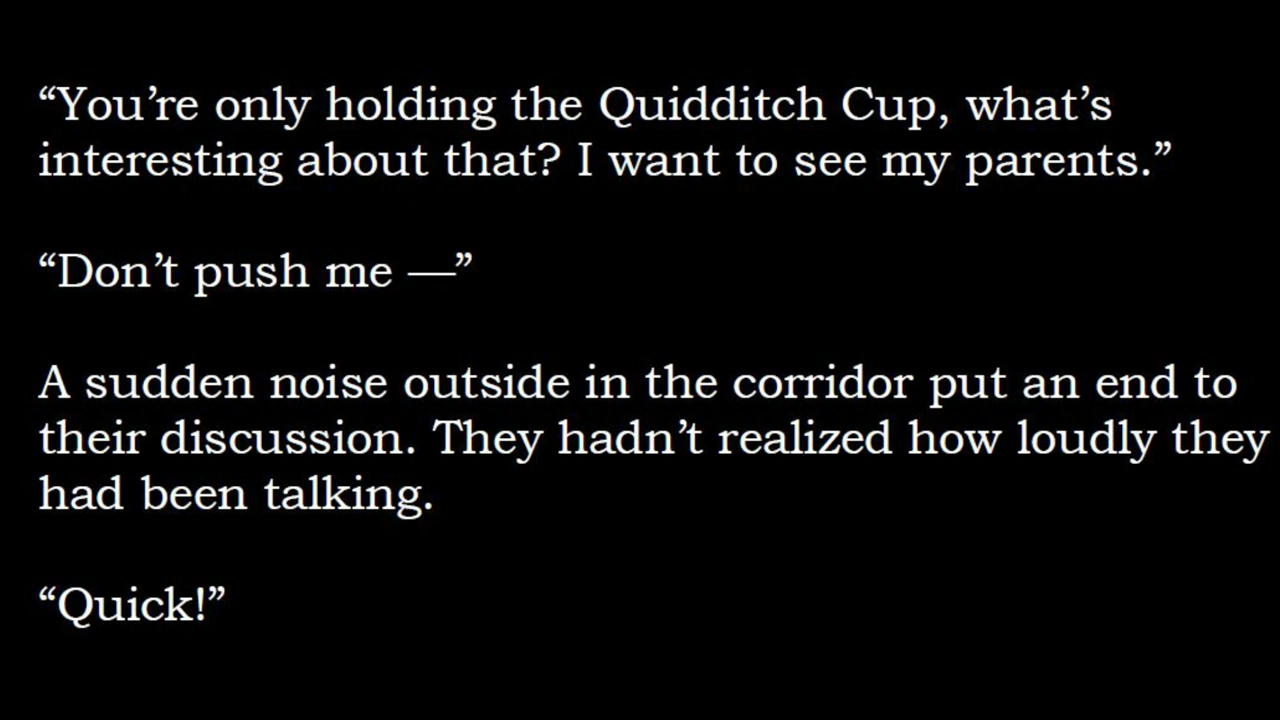 “You’re only holding the Quidditch Cup, what’s
interesting about that? I want to see my parents.”
“Don’t push me —”
A sudden noise outside in the corridor put an end to
their discussion. They hadn’t realized how loudly they
had been talking.
“Quick!”